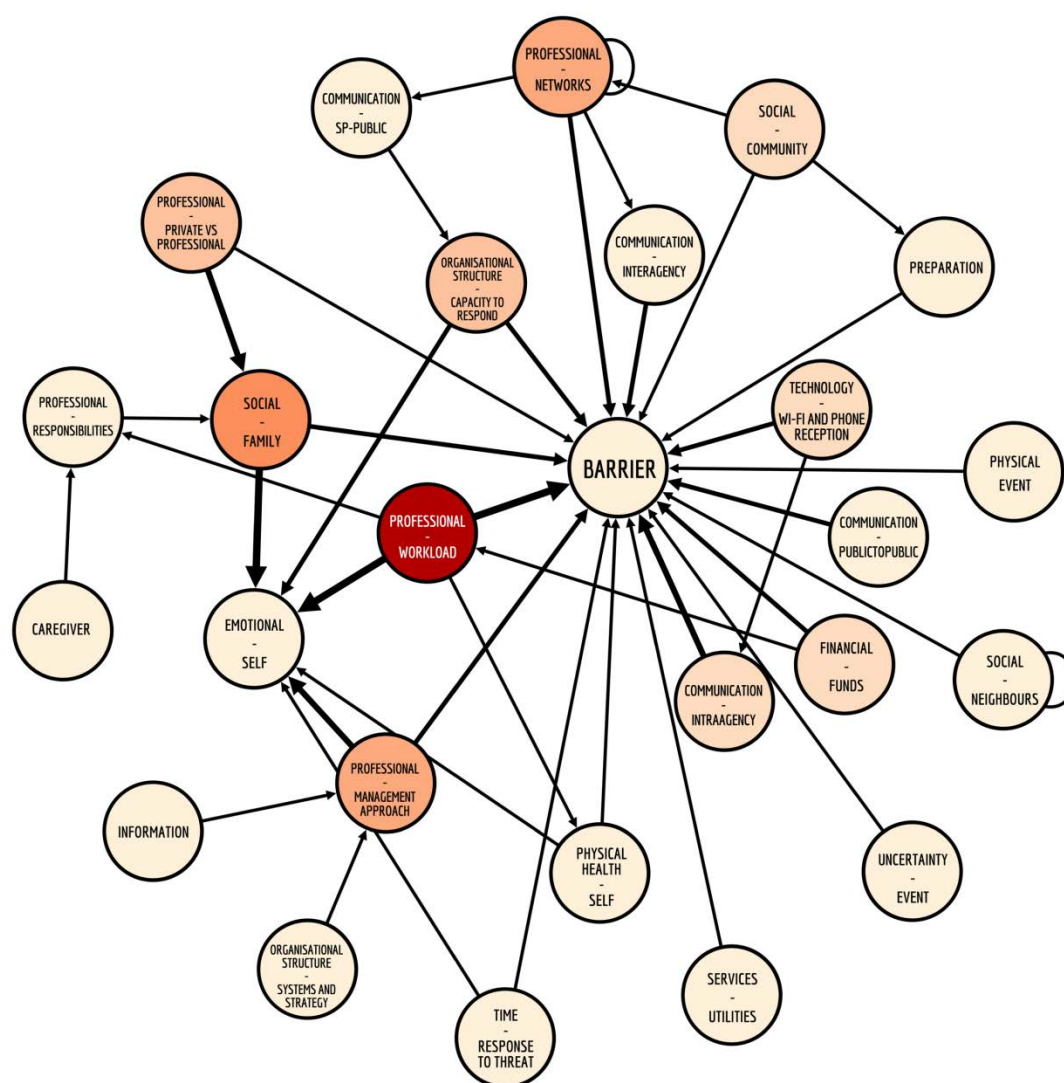 PROFESSIONAL
-
NETWORKS
COMMUNICATION
-
SP-PUBLIC
SOCIAL
-
COMMUNITY
PROFESSIONAL
-
PRIVATE VS
PROFESSIONAL
COMMUNICATION
-
INTERAGENCY
ORGANISATIONAL
STRUCTURE
-
CAPACITY TO
RESPOND
PREPARATION
PROFESSIONAL
-
RESPONSIBILITIES
SOCIAL
-
FAMILY
TECHNOLOGY
-
WI-FI AND PHONE
RECEPTION
BARRIER
PHYSICAL
EVENT
PROFESSIONAL
-
WORKLOAD
COMMUNICATION
-
PUBLICTOPUBLIC
CAREGIVER
EMOTIONAL
-
SELF
COMMUNICATION
-
INTRAAGENCY
FINANCIAL
-
FUNDS
SOCIAL
-
NEIGHBOURS
PROFESSIONAL
-
MANAGEMENT
APPROACH
INFORMATION
PHYSICAL
HEALTH
-
SELF
UNCERTAINTY
-
EVENT
ORGANISATIONAL
STRUCTURE
-
SYSTEMS AND
STRATEGY
TIME
-
RESPONSE
TO THREAT
SERVICES
-
UTILITIES